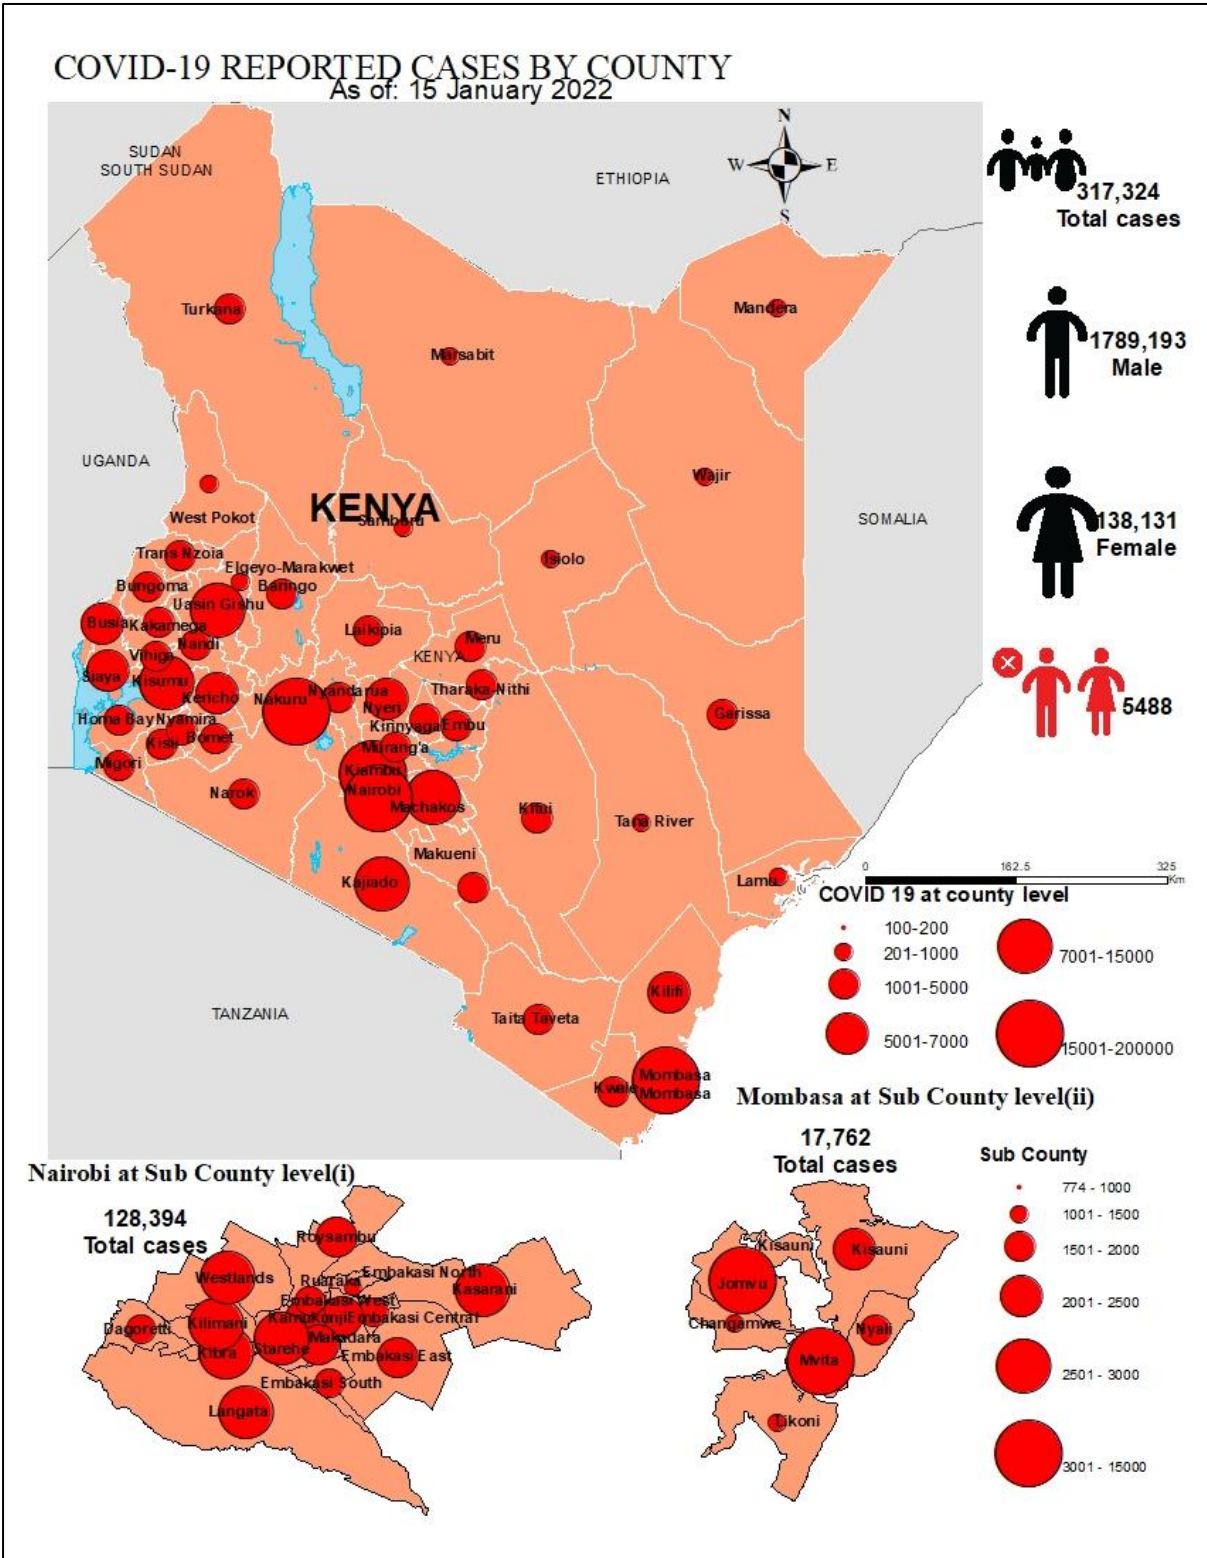 COVID-19 REPORTED CASES BY COUNTY
As of: 15 January 2022
N
W
E
S
SUDAN
SOUTH SUDAN
ETHIOPIA
317,324
Total cases
Turkana
Mandera
Marsabit
1789,193
Male
UGANDA
Wajir
KENYA
West Pokot
Samburu
SOMALIA
138,131
Female
Trans Nzoia
Isiolo
Elgeyo-Marakwet
Bungoma
Baringo
Uasin Gishu
Busia
Kakamega
Laikipia
Meru
Nandi
Vihiga
KENYA
Siaya
Kisumu
Kericho
Nakuru
Nyandarua
Tharaka-Nithi
Nyeri
5488
Homa Bay
Nyamira
Kirinyaga
Embu
Garissa
Kisii
Bomet
Murang'a
Migori
Kiambu
Narok
Nairobi
Machakos
Kitui
Tana River
Makueni
Kajiado
Lamu
0
162.5
325
Km
COVID 19 at county level
100-200
201-1000
1001-5000
5001-7000
7001-15000
15001-200000
TANZANIA
Taita Taveta
Kilifi
Mombasa
Mombasa
Kwale
Mombasa at Sub County level(ii)
17,762
Total cases
Sub County
774 - 1000
1001 - 1500
1501 - 2000
2001 - 2500
2501 - 3000
3001 - 15000
Kisauni
Kisauni
Jomvu
Changamwe
Nyali
Mvita
Likoni
Nairobi at Sub County level(i)
128,394
Total cases
Roysambu
Westlands
Ruaraka
Embakasi North
Kasarani
Embakasi West
Kamukunji
Embakasi Central
Dagoretti
Kilimani
Makadara
Kibra
Starehe
Embakasi East
Embakasi South
Langata